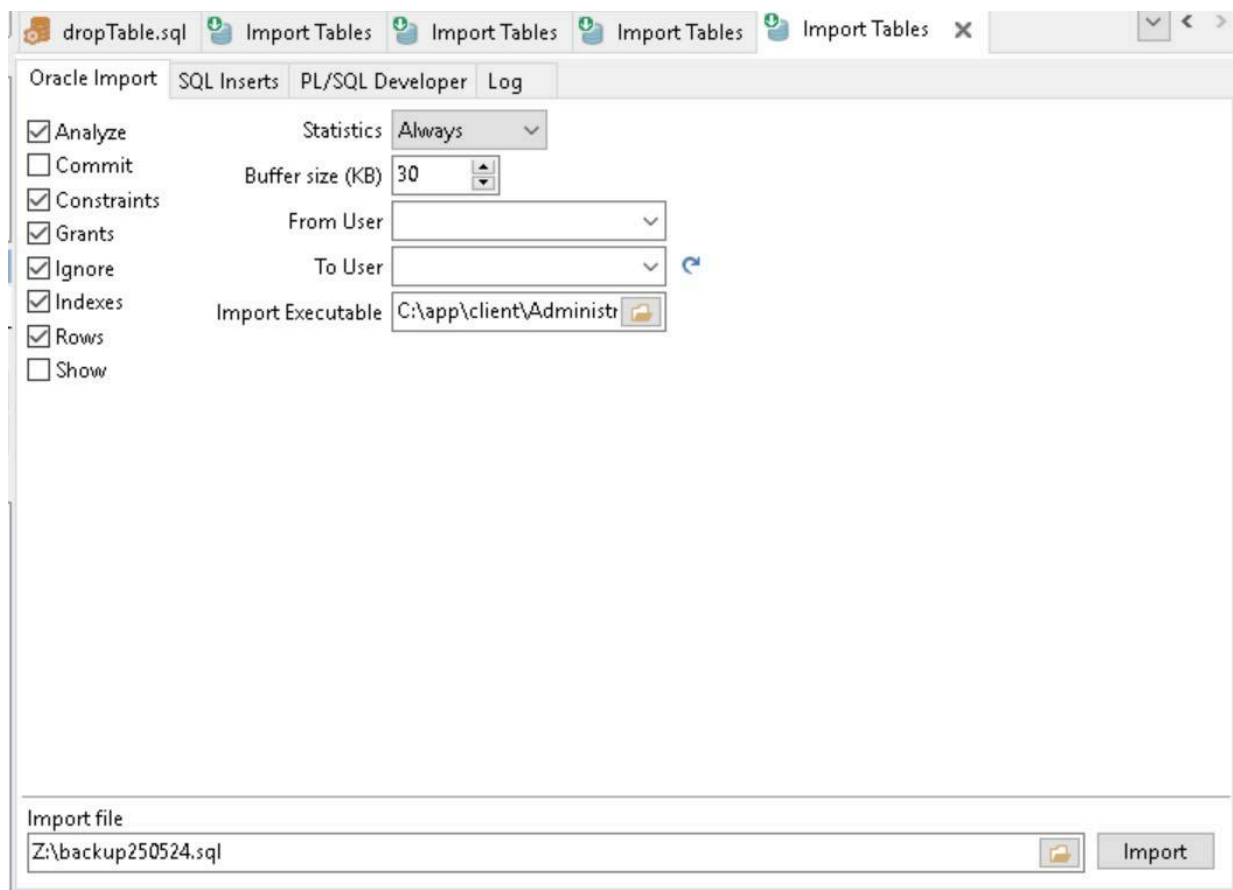 dropTable.sql Import Tables Import Tables Import Tables Import Tables
Oracle Import SQL Inserts PL/SQL Developer Log
Analyze
Commit
Constraints
Grants
Ignore
Indexes
Rows
Show
Statistics Always
Buffer size (KB) 30
From User
To User
Import Executable C:\app\client\Administr
Import file
Z:\backup250524.sql
Import